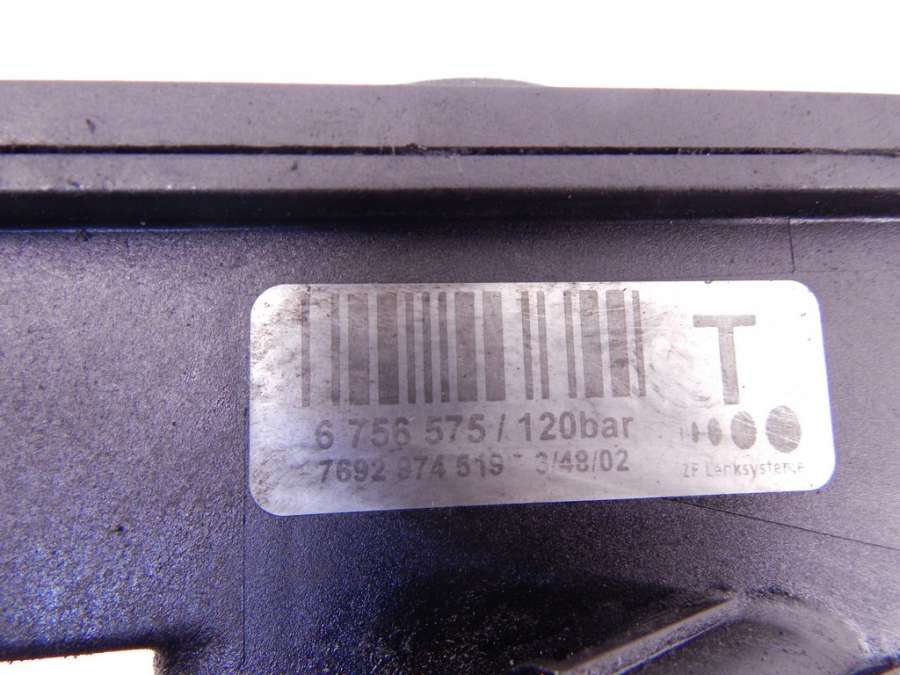 T
6 756 575 / 120bar
7692 974 519 * 3/48/02
ZF Lenksysteme